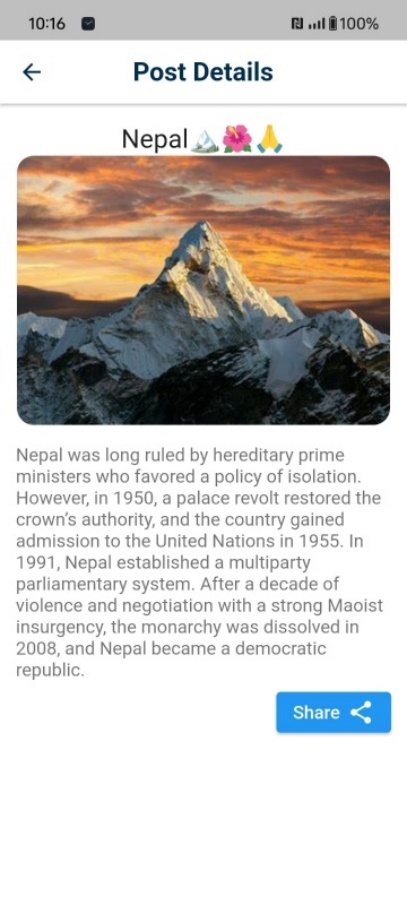 10:16
100%
Post Details
Nepal🏔️🌺🙏
Nepal was long ruled by hereditary prime
ministers who favored a policy of isolation.
However, in 1950, a palace revolt restored the
crown’s authority, and the country gained
admission to the United Nations in 1955. In
1991, Nepal established a multiparty
parliamentary system. After a decade of
violence and negotiation with a strong Maoist
insurgency, the monarchy was dissolved in
2008, and Nepal became a democratic
republic.
Share